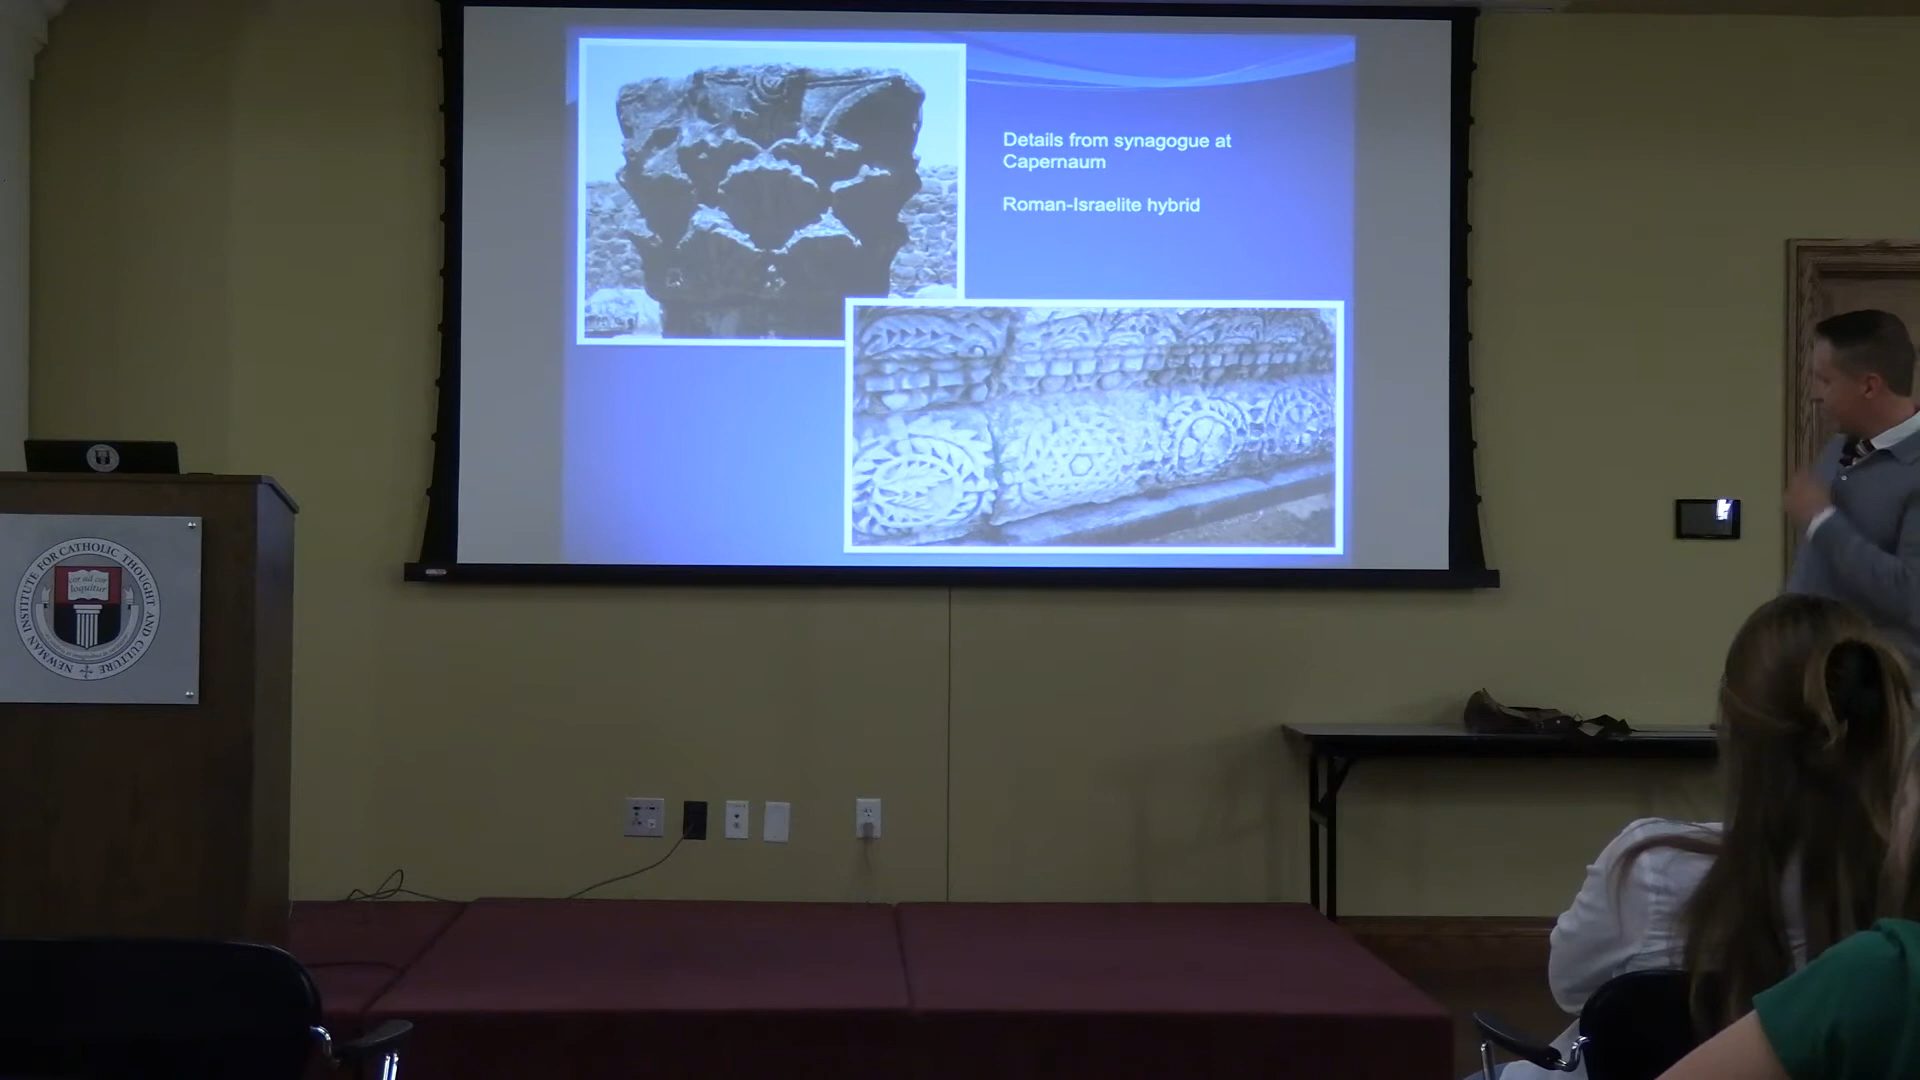 Details from synagogue at
Capernaum
Roman-Israelite hybrid
NEWMAN INSTITUTE FOR CATHOLIC THOUGHT AND CULTURE
cor ad cor
loquitur